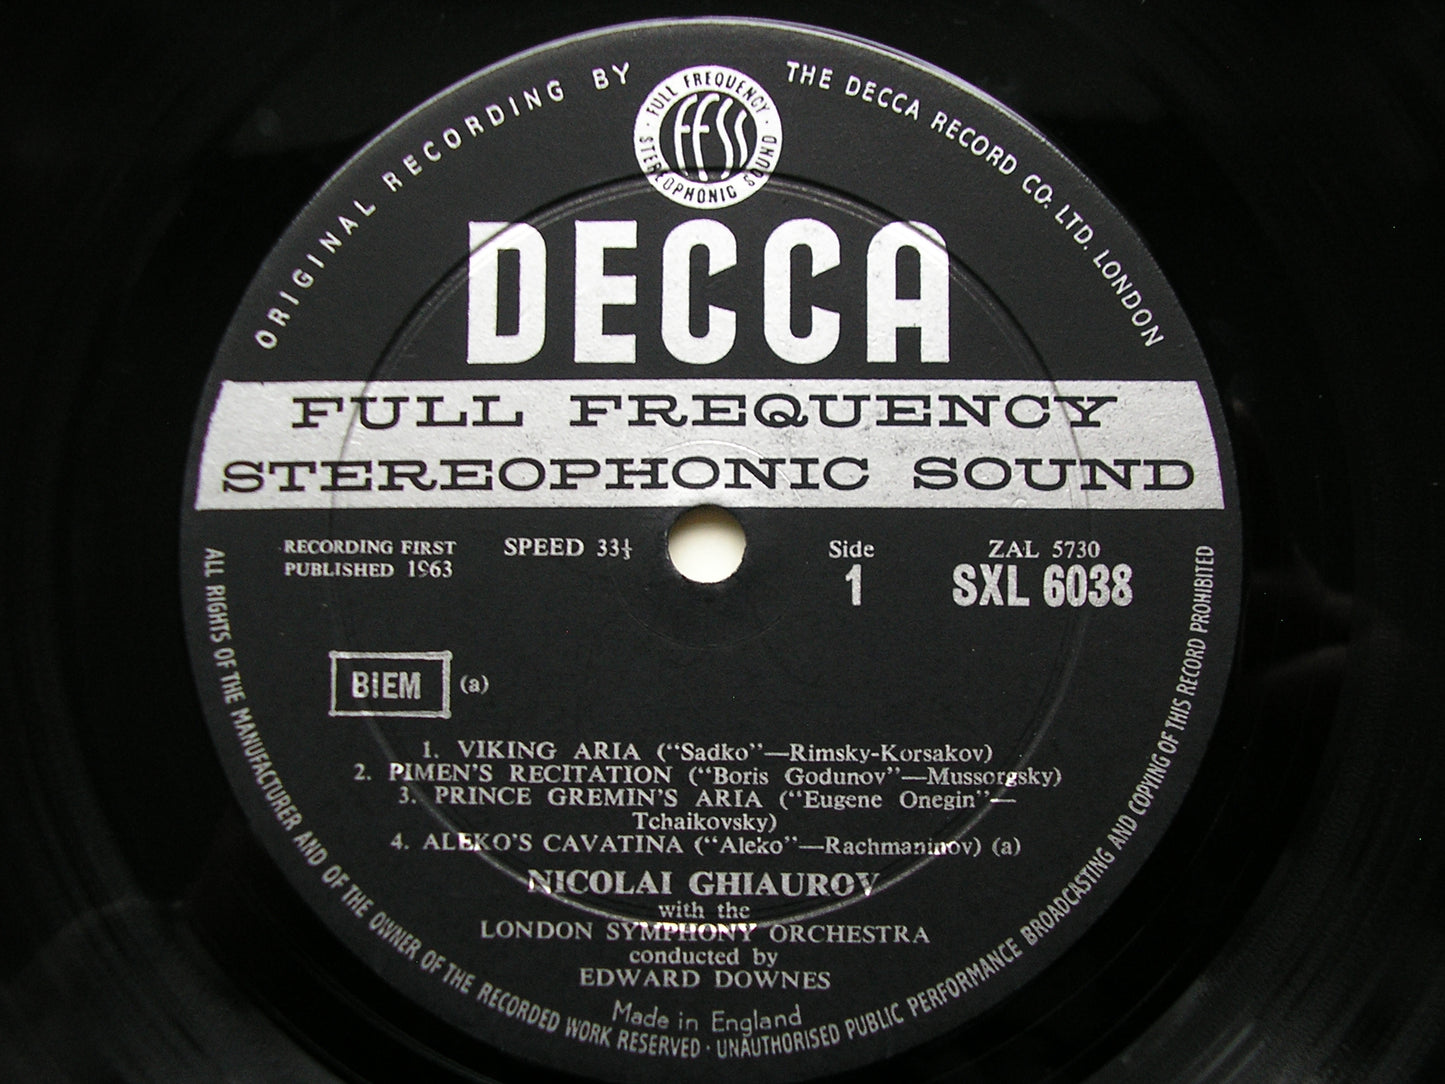 ORIGINAL RECORDING BY
THE DECCA RECORD CO. LTD. LONDON
· FULL FREQUENCY · STEREOPHONIC SOUND
FFSS
DECCA
FULL FREQUENCY
STEREOPHONIC SOUND
RECORDING FIRST
PUBLISHED 1963
SPEED 33⅓
Side
1
ZAL 5730
SXL 6038
BIEM (a)
1. VIKING ARIA ("Sadko"—Rimsky-Korsakov)
2. PIMEN'S RECITATION ("Boris Godunov"—Mussorgsky)
3. PRINCE GREMIN'S ARIA ("Eugene Onegin"—
Tchaikovsky)
4. ALEKO'S CAVATINA ("Aleko"—Rachmaninov) (a)
NICOLAI GHIAUROV
with the
LONDON SYMPHONY ORCHESTRA
conducted by
EDWARD DOWNES
Made in England
ALL RIGHTS OF THE MANUFACTURER AND OF THE OWNER OF THE RECORDED WORK RESERVED · UNAUTHORISED PUBLIC PERFORMANCE BROADCASTING AND COPYING OF THIS RECORD PROHIBITED